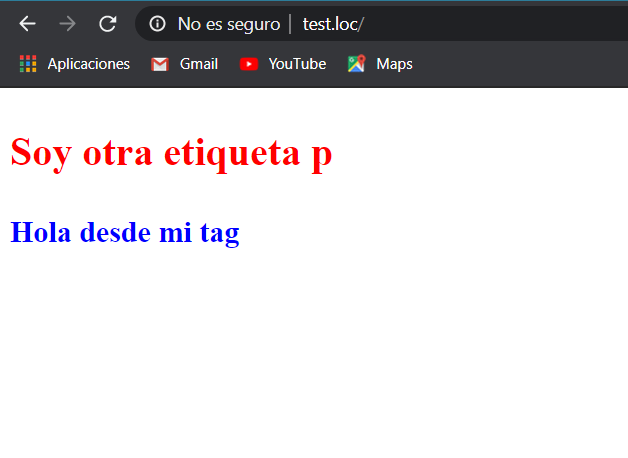 No es seguro | test.loc/
Aplicaciones Gmail YouTube Maps
Soy otra etiqueta p
Hola desde mi tag